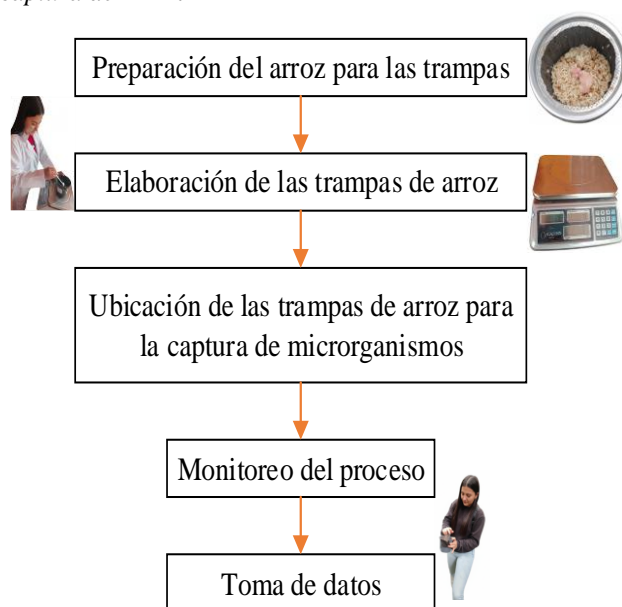 Preparación del arroz para las trampas
Elaboración de las trampas de arroz
Ubicación de las trampas de arroz para
la captura de microrganismos
Monitoreo del proceso
Toma de datos